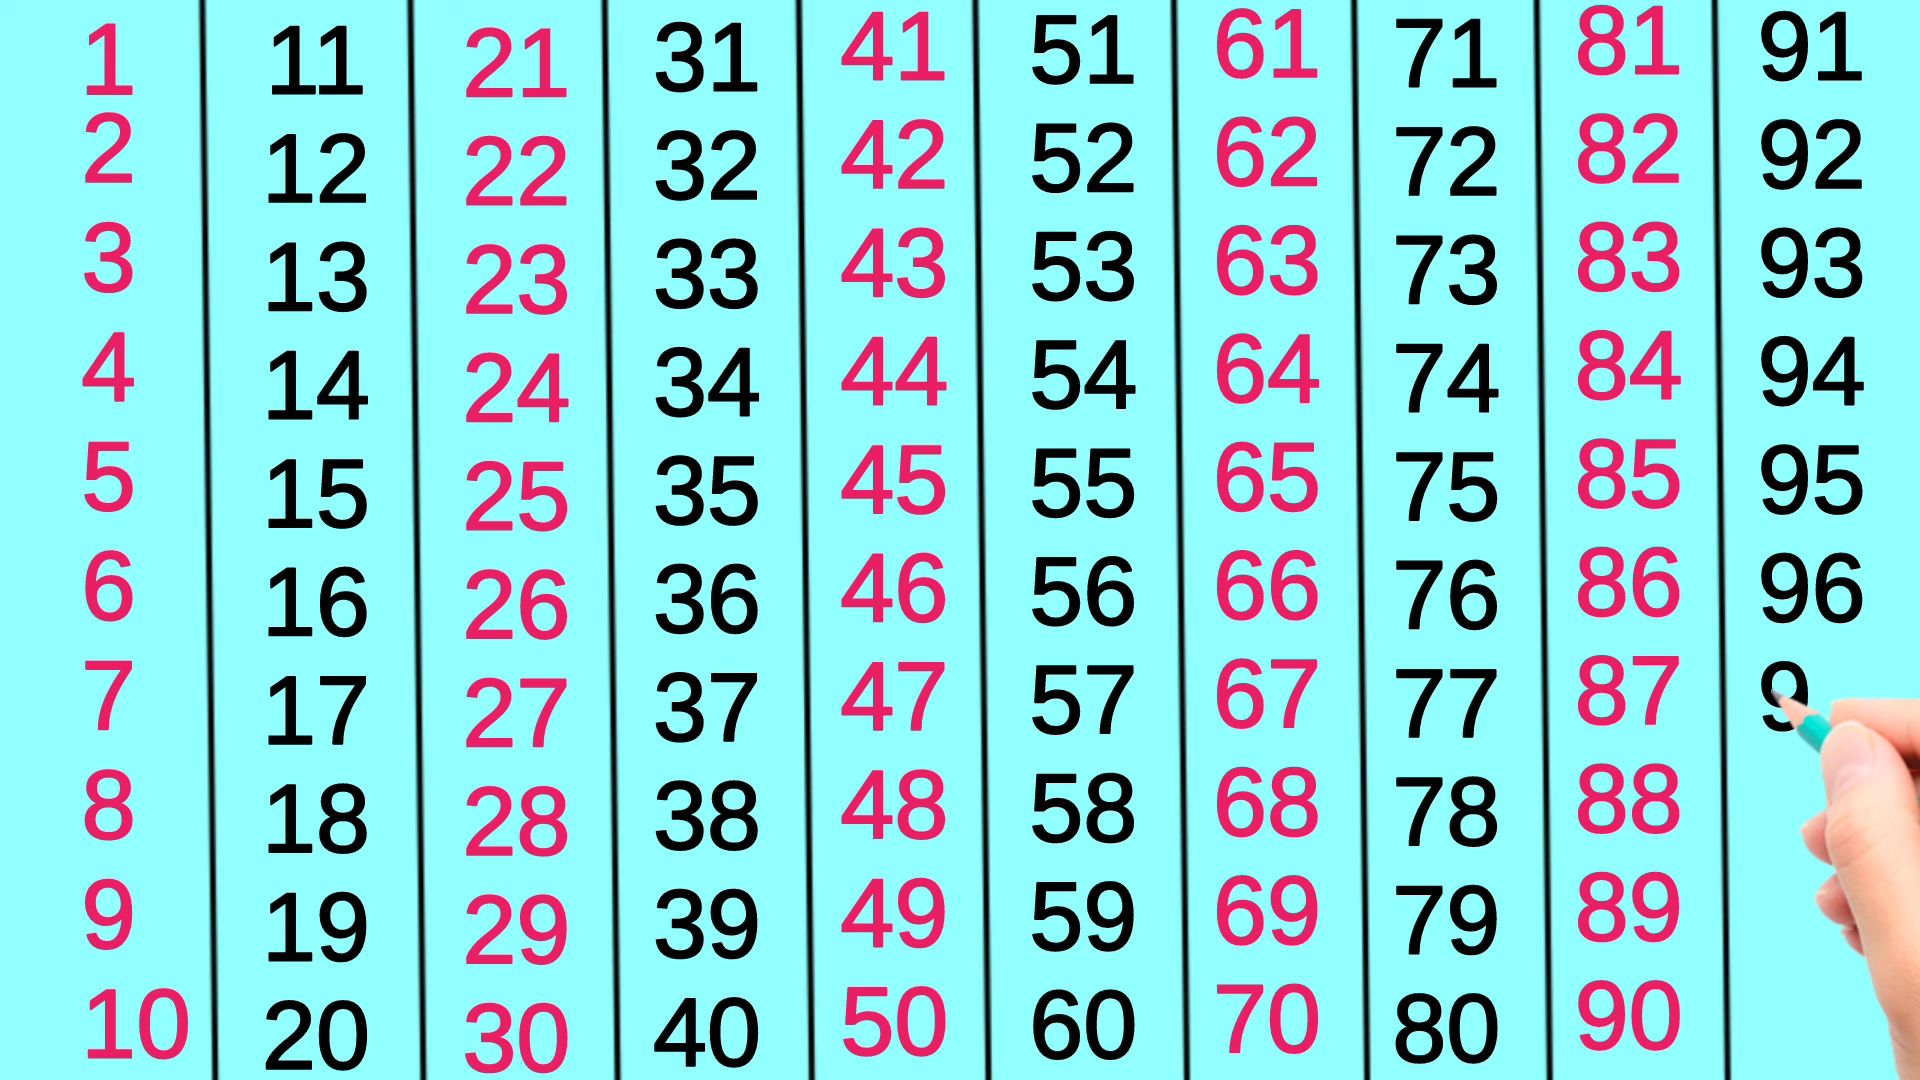 1 11 21 31 41 51 61 71 81 91
2 12 22 32 42 52 62 72 82 92
3 13 23 33 43 53 63 73 83 93
4 14 24 34 44 54 64 74 84 94
5 15 25 35 45 55 65 75 85 95
6 16 26 36 46 56 66 76 86 96
7 17 27 37 47 57 67 77 87 9
8 18 28 38 48 58 68 78 88
9 19 29 39 49 59 69 79 89
10 20 30 40 50 60 70 80 90